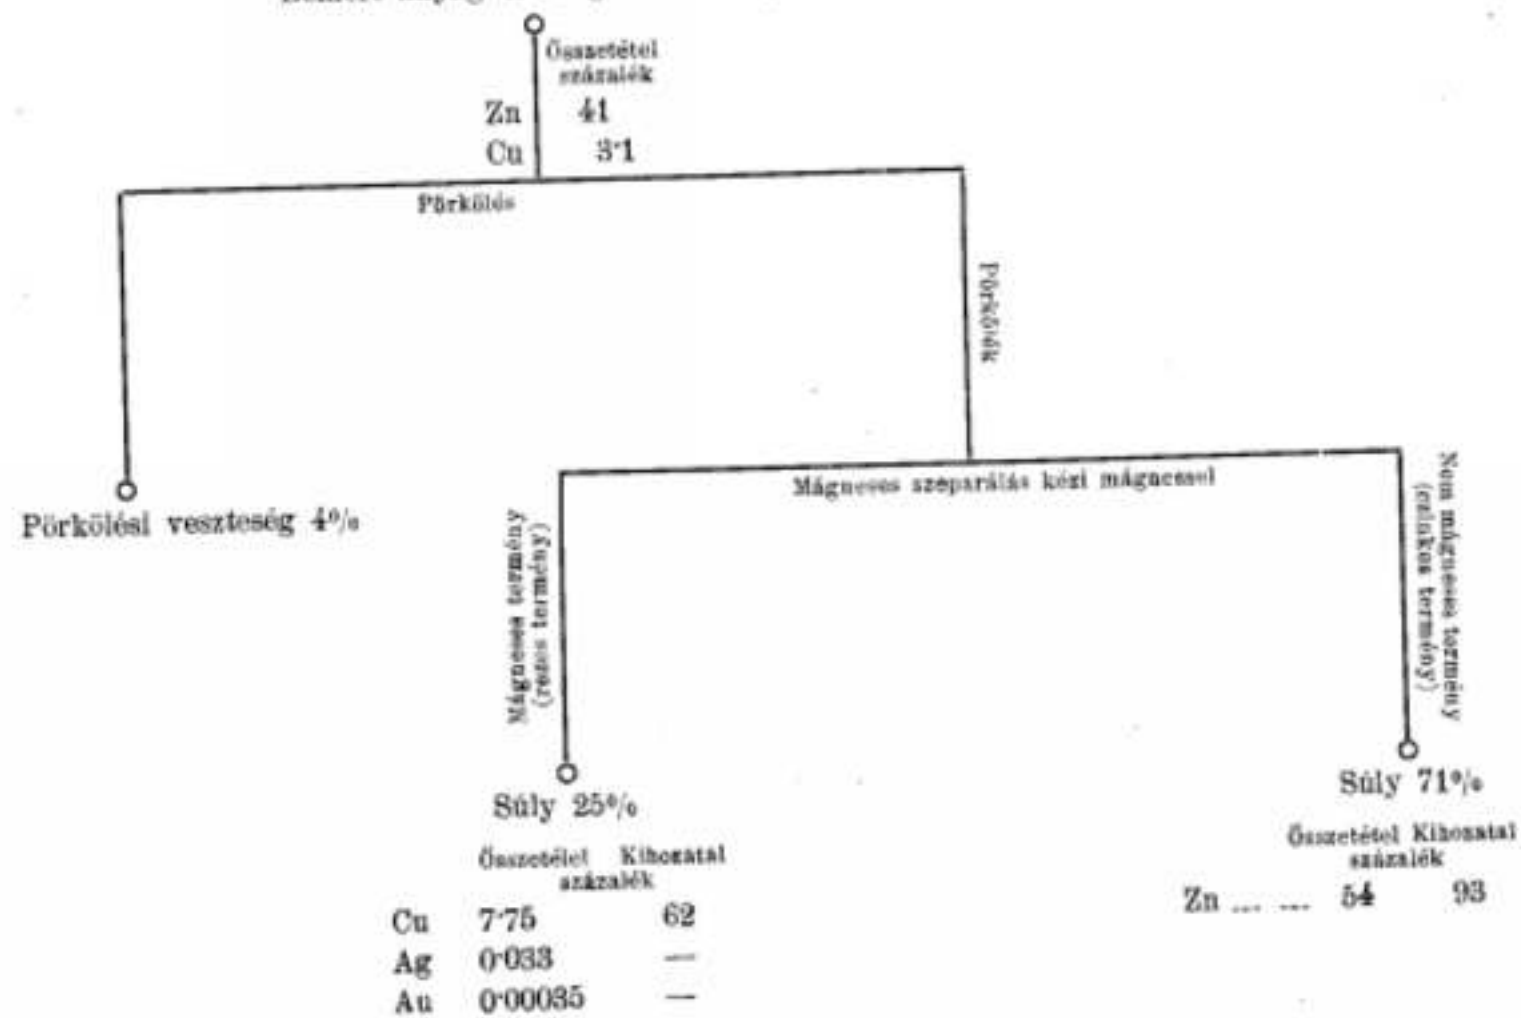 Összetétel
százalék
Zn 41
Cu 3·1
Pörkölés
Pörkölék
Pörkölési veszteség 4%
Mágneses szeparálás kézi mágnessel
Mágneses termény
(rezes termény)
Nem mágneses termény
(czinkes termény)
Súly 25%
Összetétel Kihozatal
százalék
Cu 7·75 62
Ag 0·033 —
Au 0·00035 —
Súly 71%
Összetétel Kihozatal
százalék
Zn ... ... 54 93